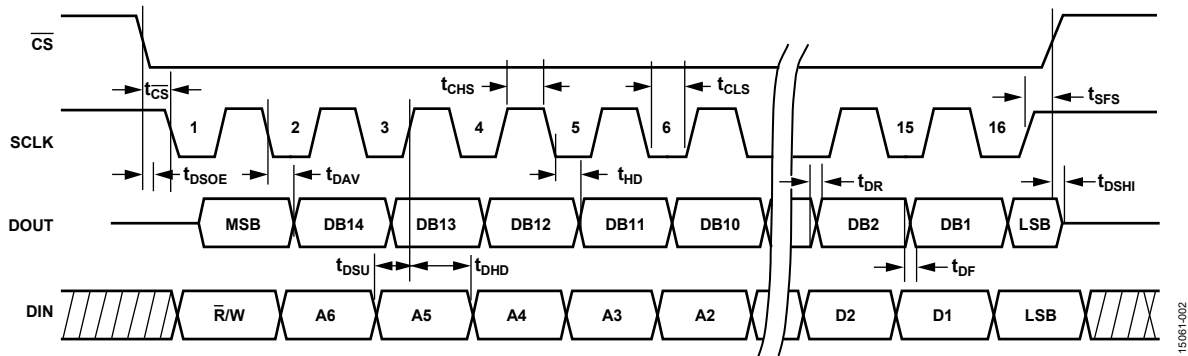 CS
tCS
tCHS
tCLS
tSFS
SCLK
1
2
3
4
5
6
15
16
tDSOE
tDAV
tHD
tDR
tDSHI
DOUT
MSB
DB14
DB13
DB12
DB11
DB10
DB2
DB1
LSB
tDSU
tDHD
tDF
DIN
R/W
A6
A5
A4
A3
A2
D2
D1
LSB
15061-002